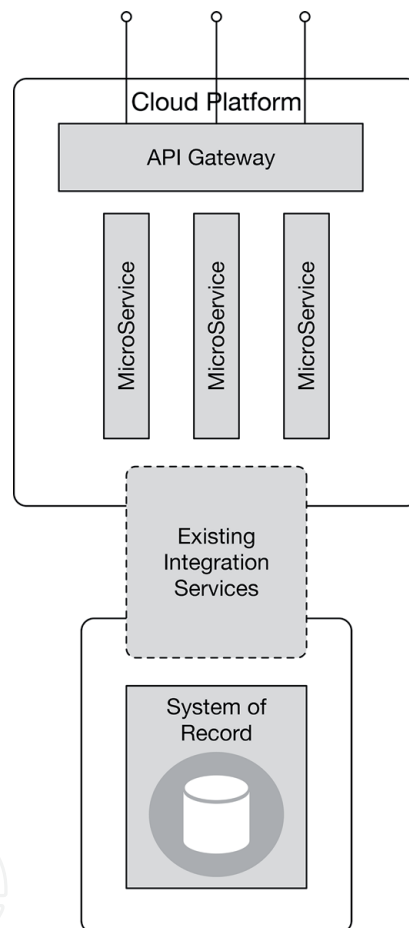 Cloud Platform
API Gateway
MicroService
MicroService
MicroService
Existing
Integration
Services
System of
Record